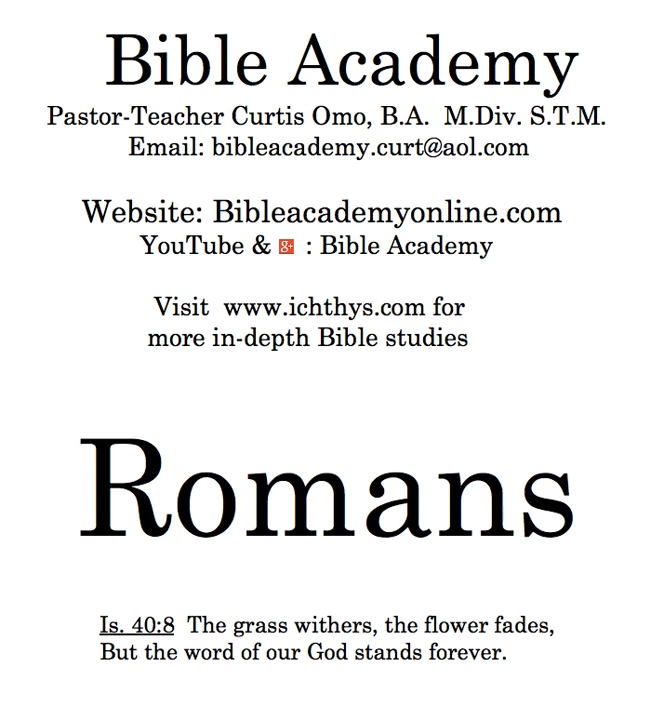 Bible Academy
Pastor-Teacher Curtis Omo, B.A. M.Div. S.T.M.
Email: bibleacademy.curt@aol.com
Website: Bibleacademyonline.com
YouTube & g+ : Bible Academy
Visit www.ichthys.com for
more in-depth Bible studies
Romans
Is. 40:8 The grass withers, the flower fades,
But the word of our God stands forever.